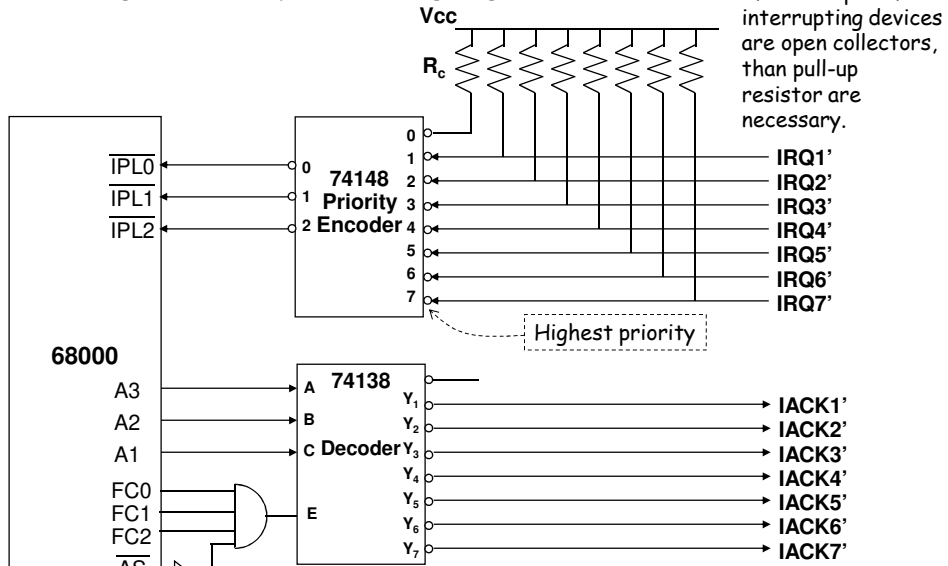 Vcc
interrupting devices
are open collectors,
than pull-up
resistor are
necessary.
Rc
0
IPL0 0 1 IRQ1’
74148 2 IRQ2’
IPL1 1 Priority 3 IRQ3’
IPL2 2 Encoder 4 IRQ4’
5 IRQ5’
6 IRQ6’
7 IRQ7’
Highest priority
68000
74138
A3 A Y1 IACK1’
A2 B Y2 IACK2’
A1 C Decoder Y3 IACK3’
Y4 IACK4’
FC0 Y5 IACK5’
FC1 E Y6 IACK6’
FC2 Y7 IACK7’
AS